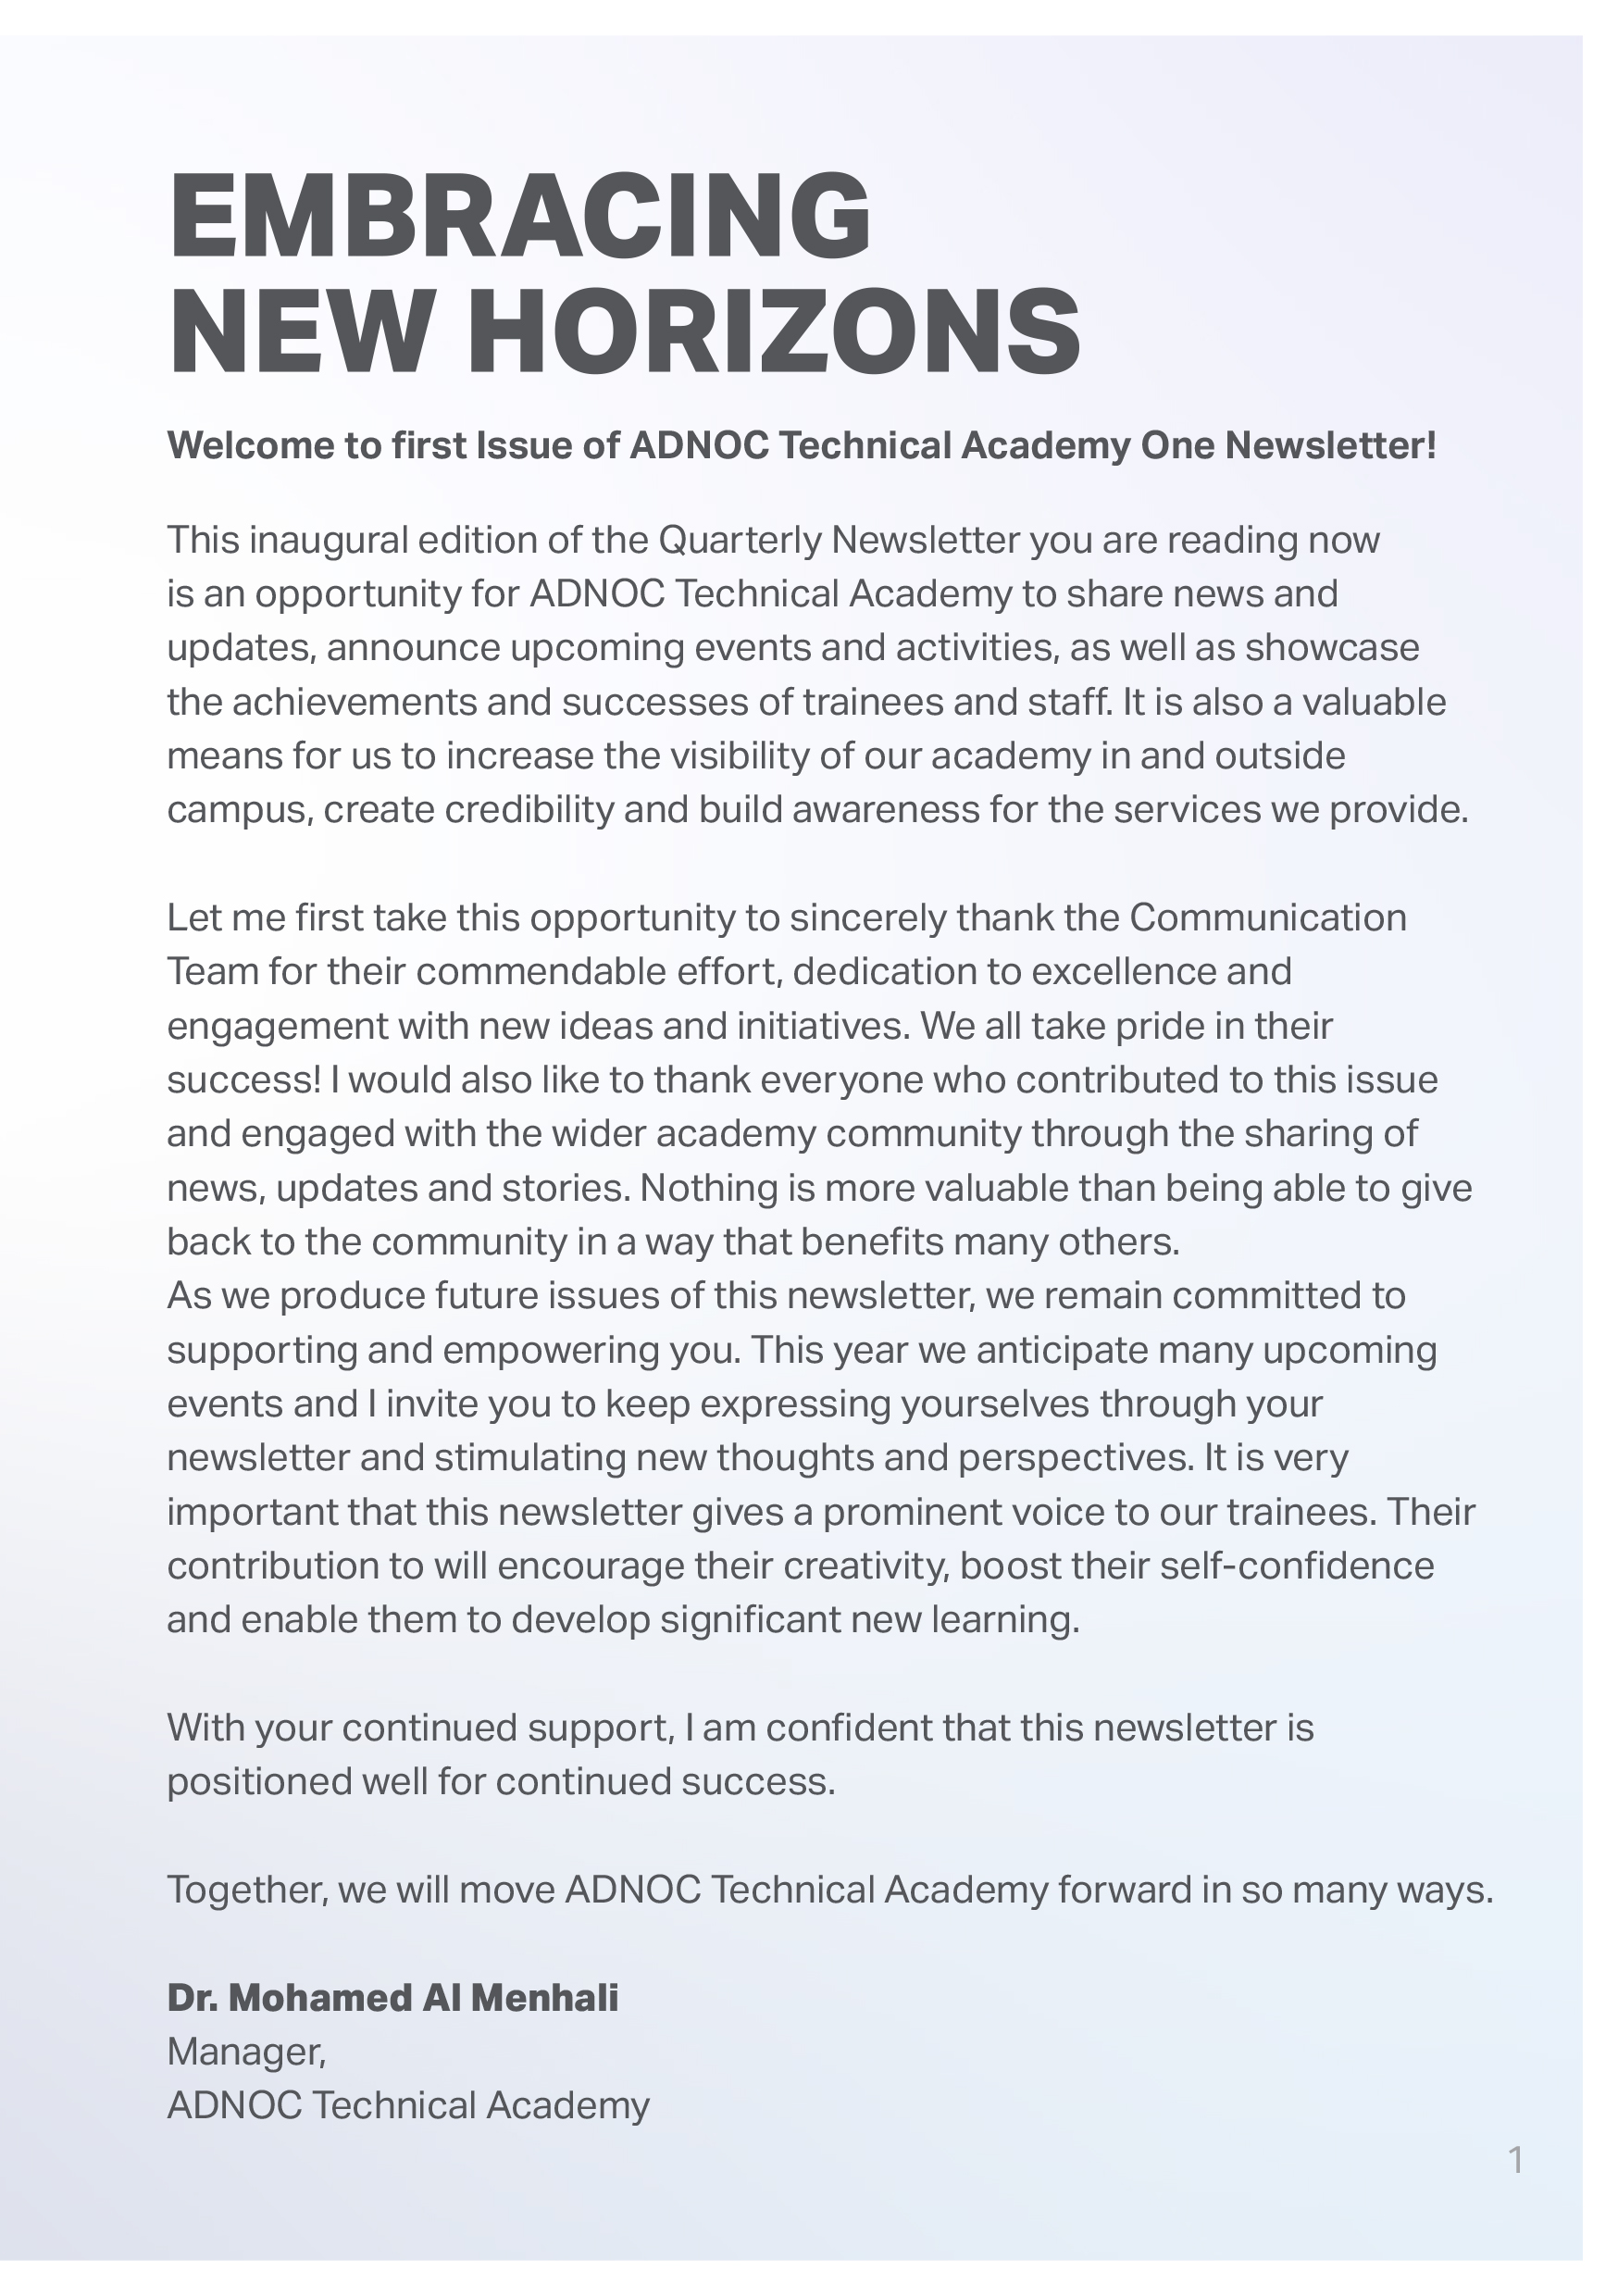 EMBRACING
NEW HORIZONS
Welcome to first Issue of ADNOC Technical Academy One Newsletter!
This inaugural edition of the Quarterly Newsletter you are reading now
is an opportunity for ADNOC Technical Academy to share news and
updates, announce upcoming events and activities, as well as showcase
the achievements and successes of trainees and staff. It is also a valuable
means for us to increase the visibility of our academy in and outside
campus, create credibility and build awareness for the services we provide.
Let me first take this opportunity to sincerely thank the Communication
Team for their commendable effort, dedication to excellence and
engagement with new ideas and initiatives. We all take pride in their
success! I would also like to thank everyone who contributed to this issue
and engaged with the wider academy community through the sharing of
news, updates and stories. Nothing is more valuable than being able to give
back to the community in a way that benefits many others.
As we produce future issues of this newsletter, we remain committed to
supporting and empowering you. This year we anticipate many upcoming
events and I invite you to keep expressing yourselves through your
newsletter and stimulating new thoughts and perspectives. It is very
important that this newsletter gives a prominent voice to our trainees. Their
contribution to will encourage their creativity, boost their self-confidence
and enable them to develop significant new learning.
With your continued support, I am confident that this newsletter is
positioned well for continued success.
Together, we will move ADNOC Technical Academy forward in so many ways.
Dr. Mohamed Al Menhali
Manager,
ADNOC Technical Academy
1